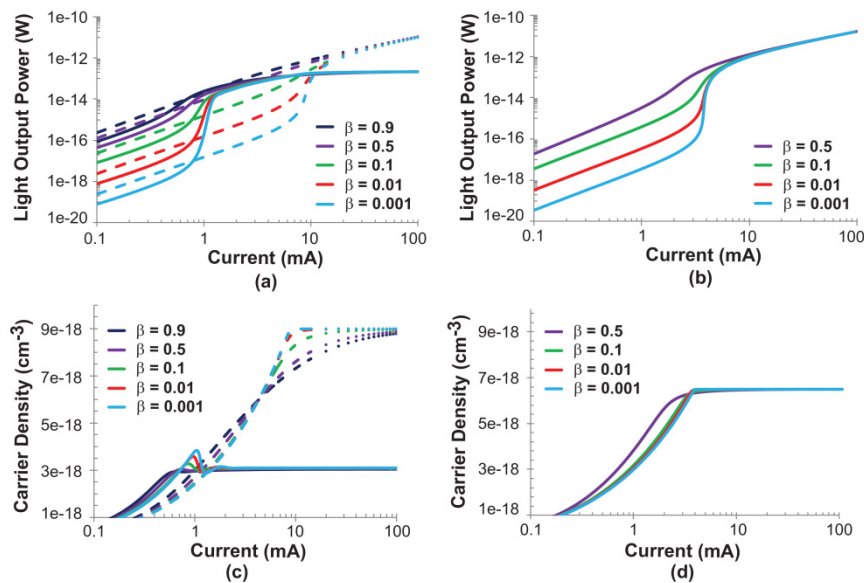 Light Output Power (W)
1e-10
1e-12
1e-14
1e-16
1e-18
1e-20
β = 0.9
β = 0.5
β = 0.1
β = 0.01
β = 0.001
0.1
1
10
100
Current (mA)
(a)
Light Output Power (W)
1e-10
1e-12
1e-14
1e-16
1e-18
1e-20
β = 0.5
β = 0.1
β = 0.01
β = 0.001
0.1
1
10
100
Current (mA)
(b)
Carrier Density (cm-3)
9e-18
7e-18
5e-18
3e-18
1e-18
β = 0.9
β = 0.5
β = 0.1
β = 0.01
β = 0.001
0.1
1
10
100
Current (mA)
(c)
Carrier Density (cm-3)
9e-18
7e-18
5e-18
3e-18
1e-18
β = 0.5
β = 0.1
β = 0.01
β = 0.001
0.1
1
10
100
Current (mA)
(d)